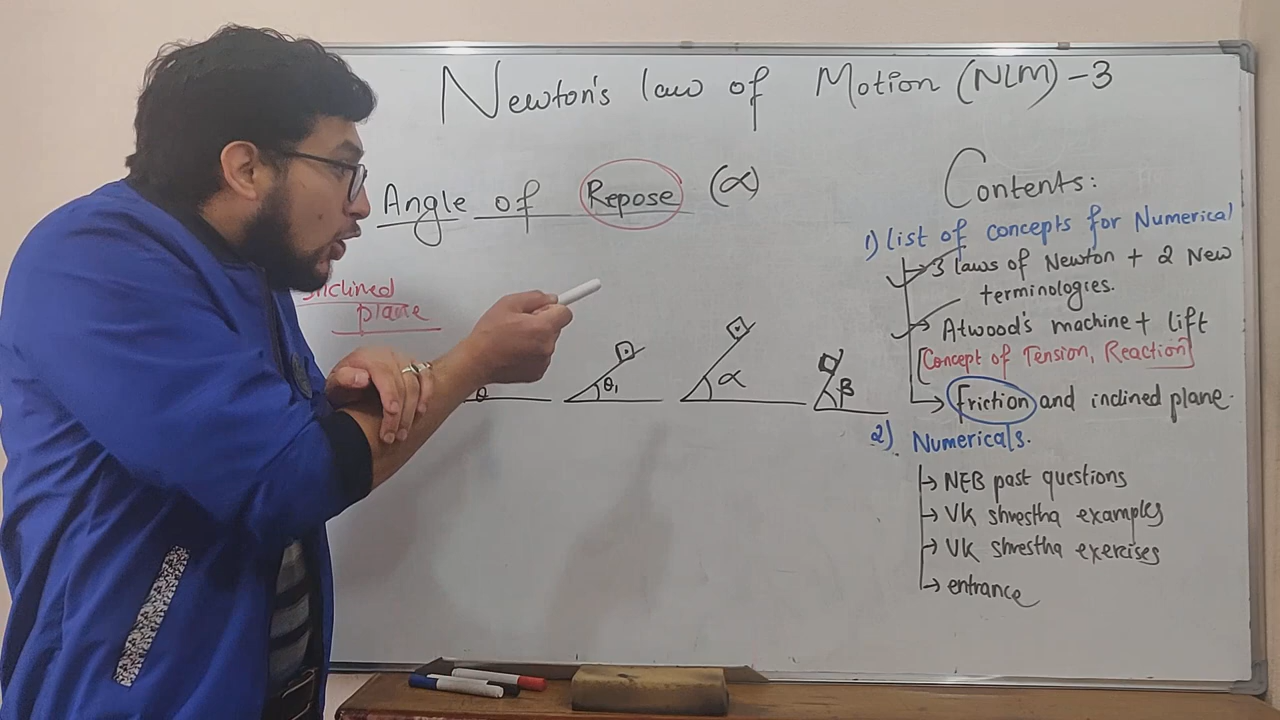 Newton's law of Motion (NLM) - 3
Angle of Repose (α)
Inclined
plane
θ
θ1
α
β
Contents:
1) List of concepts for Numerical
→ 3 laws of Newton + 2 New
terminologies.
→ Atwood's machine + lift
[Concept of Tension, Reaction]
→ Friction and inclined plane.
2) Numericals.
→ NEB past questions
→ VK shrestha examples
→ VK shrestha exercises
→ entrance